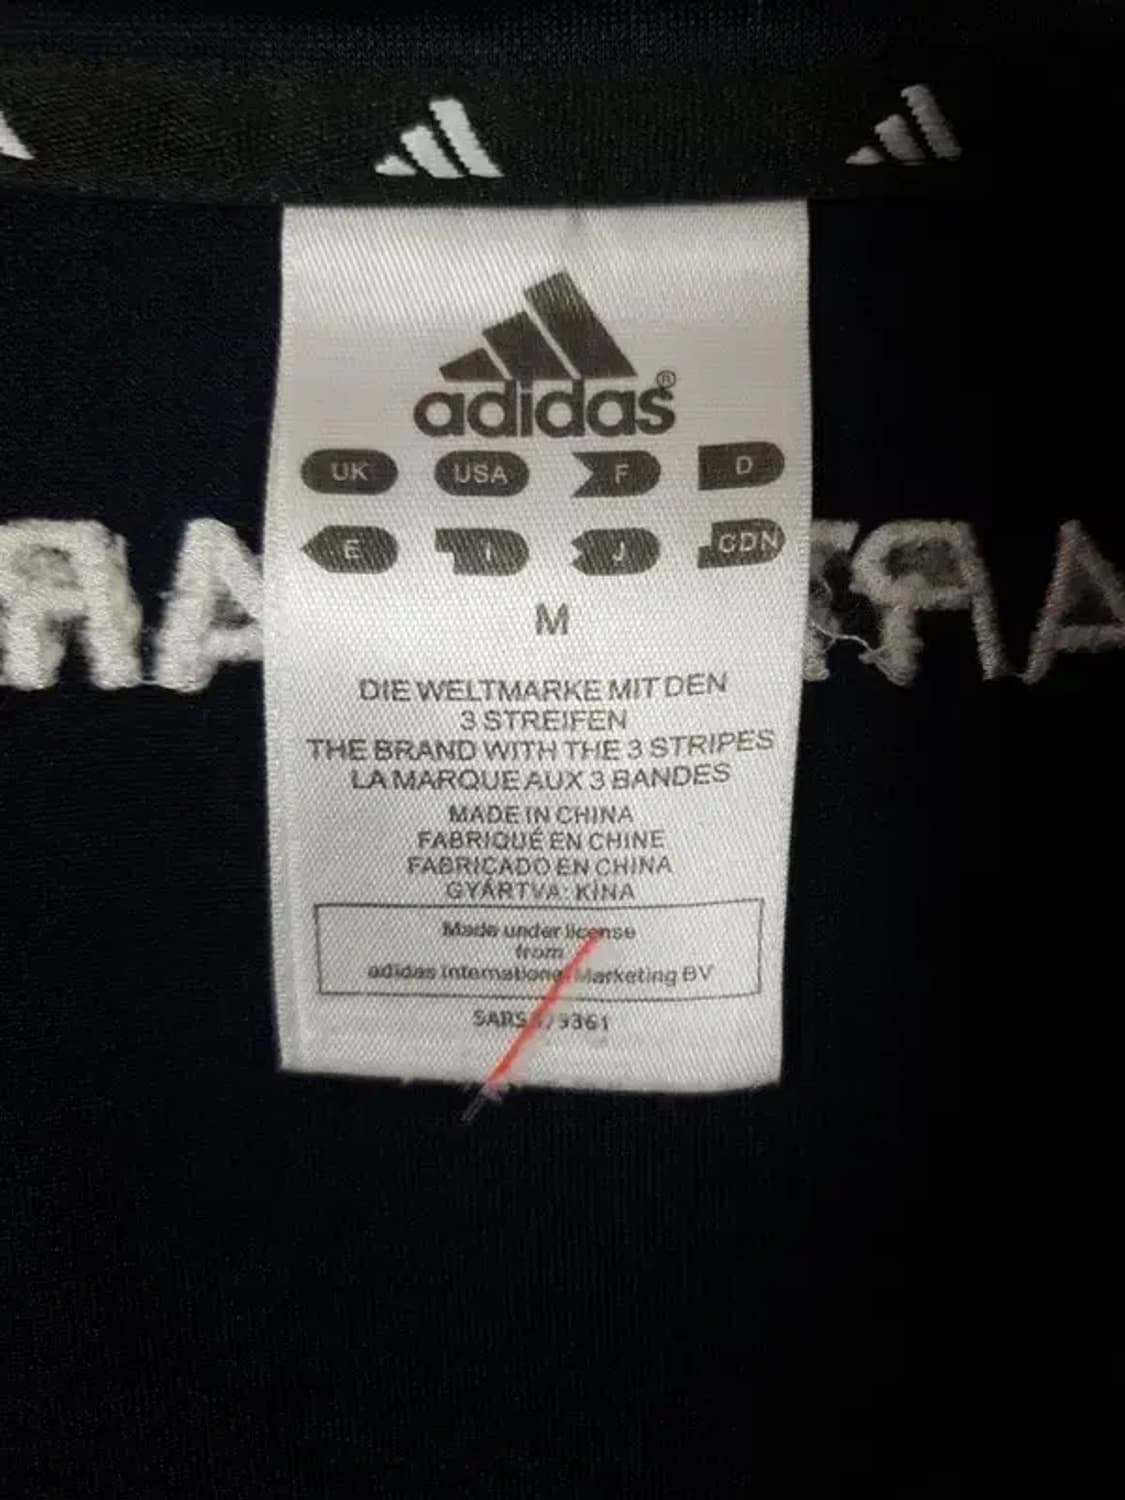 adidas®
UK USA F D
E I J CDN
M
DIE WELTMARKE MIT DEN
3 STREIFEN
THE BRAND WITH THE 3 STRIPES
LA MARQUE AUX 3 BANDES
MADE IN CHINA
FABRIQUÉ EN CHINE
FABRICADO EN CHINA
GYÁRTVA: KÍNA
Made under license
from
adidas International Marketing BV